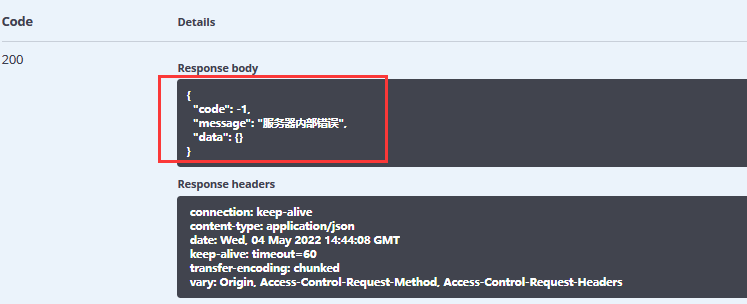 Code Details
200
Response body
{
"code": -1,
"message": "服务器内部错误",
"data": {}
}
Response headers
connection: keep-alive
content-type: application/json
date: Wed, 04 May 2022 14:44:08 GMT
keep-alive: timeout=60
transfer-encoding: chunked
vary: Origin, Access-Control-Request-Method, Access-Control-Request-Headers